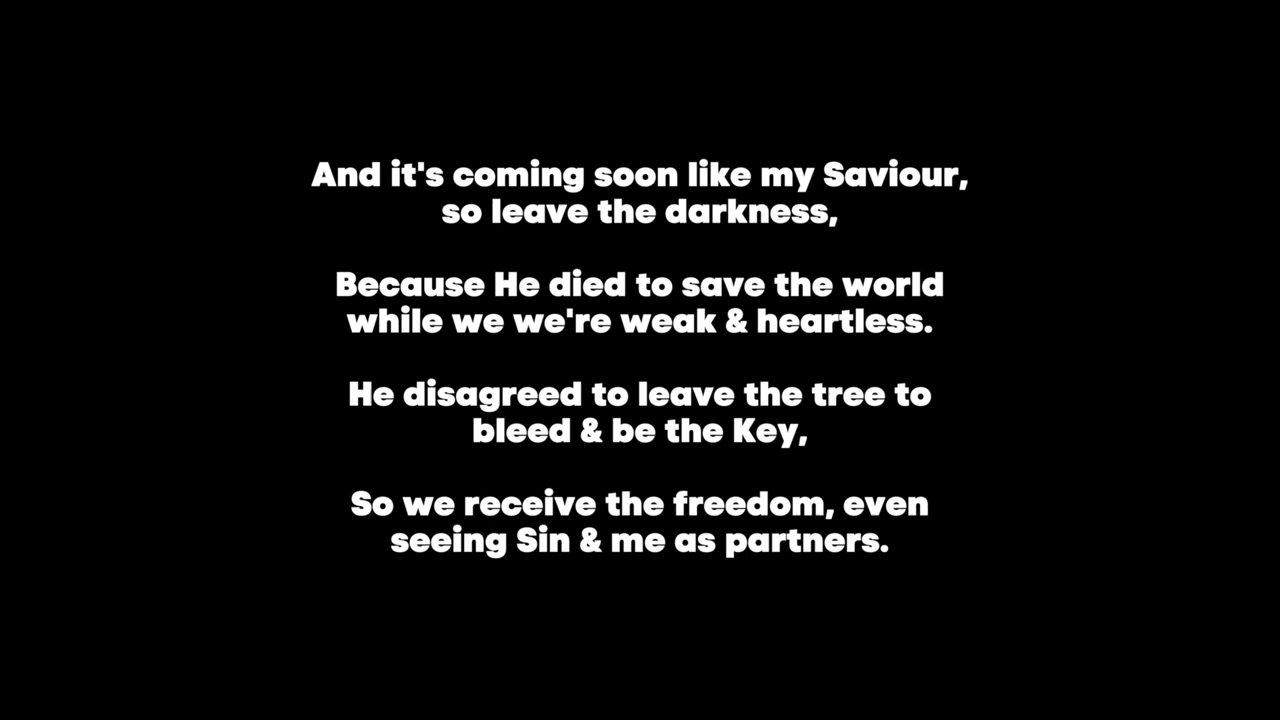 And it's coming soon like my Saviour,
so leave the darkness,
Because He died to save the world
while we we're weak & heartless.
He disagreed to leave the tree to
bleed & be the Key,
So we receive the freedom, even
seeing Sin & me as partners.